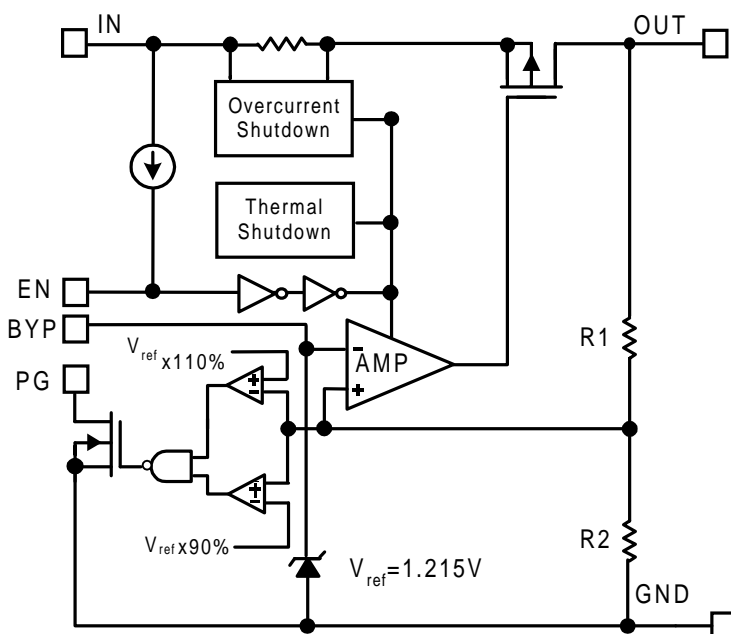 IN
OUT
Overcurrent
Shutdown
Thermal
Shutdown
EN
BYP
Vref x110%
- AMP
+
R1
PG
+
-
+
-
Vref x90%
Vref=1.215V
R2
GND